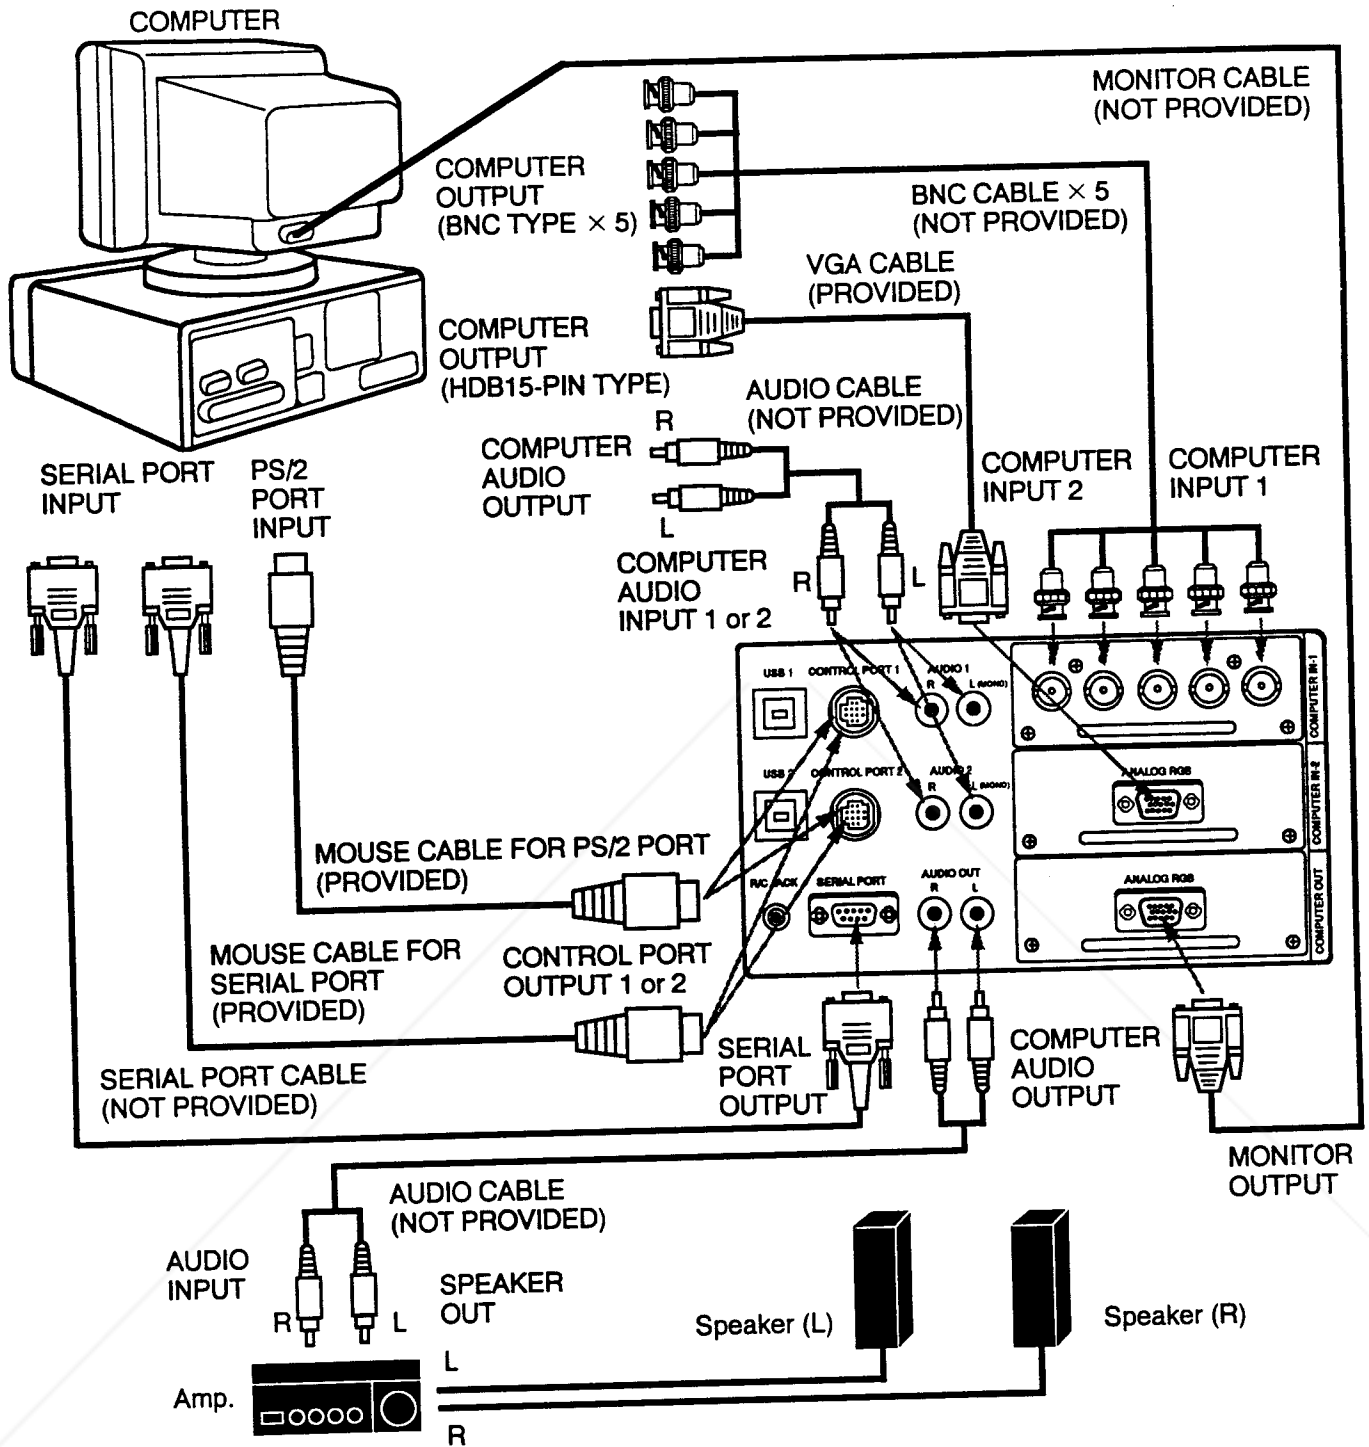 COMPUTER
MONITOR CABLE
(NOT PROVIDED)
COMPUTER
OUTPUT
(BNC TYPE × 5)
BNC CABLE × 5
(NOT PROVIDED)
VGA CABLE
(PROVIDED)
COMPUTER
OUTPUT
(HDB15-PIN TYPE)
AUDIO CABLE
(NOT PROVIDED)
R
COMPUTER
AUDIO
OUTPUT
L
COMPUTER
INPUT 2
COMPUTER
INPUT 1
SERIAL PORT
INPUT
PS/2
PORT
INPUT
COMPUTER
AUDIO
INPUT 1 or 2
R
L
USB 1
CONTROL PORT 1
AUDIO 1
R
L (MONO)
COMPUTER IN-1
USB 2
CONTROL PORT 2
AUDIO 2
R
L (MONO)
ANALOG RGB
COMPUTER IN-2
MOUSE CABLE FOR PS/2 PORT
(PROVIDED)
R/C JACK
SERIAL PORT
AUDIO OUT
R
L
ANALOG RGB
COMPUTER OUT
MOUSE CABLE FOR
SERIAL PORT
(PROVIDED)
CONTROL PORT
OUTPUT 1 or 2
SERIAL PORT CABLE
(NOT PROVIDED)
SERIAL
PORT
OUTPUT
COMPUTER
AUDIO
OUTPUT
MONITOR
OUTPUT
AUDIO CABLE
(NOT PROVIDED)
AUDIO
INPUT
R
L
SPEAKER
OUT
Speaker (L)
Speaker (R)
L
Amp.
R